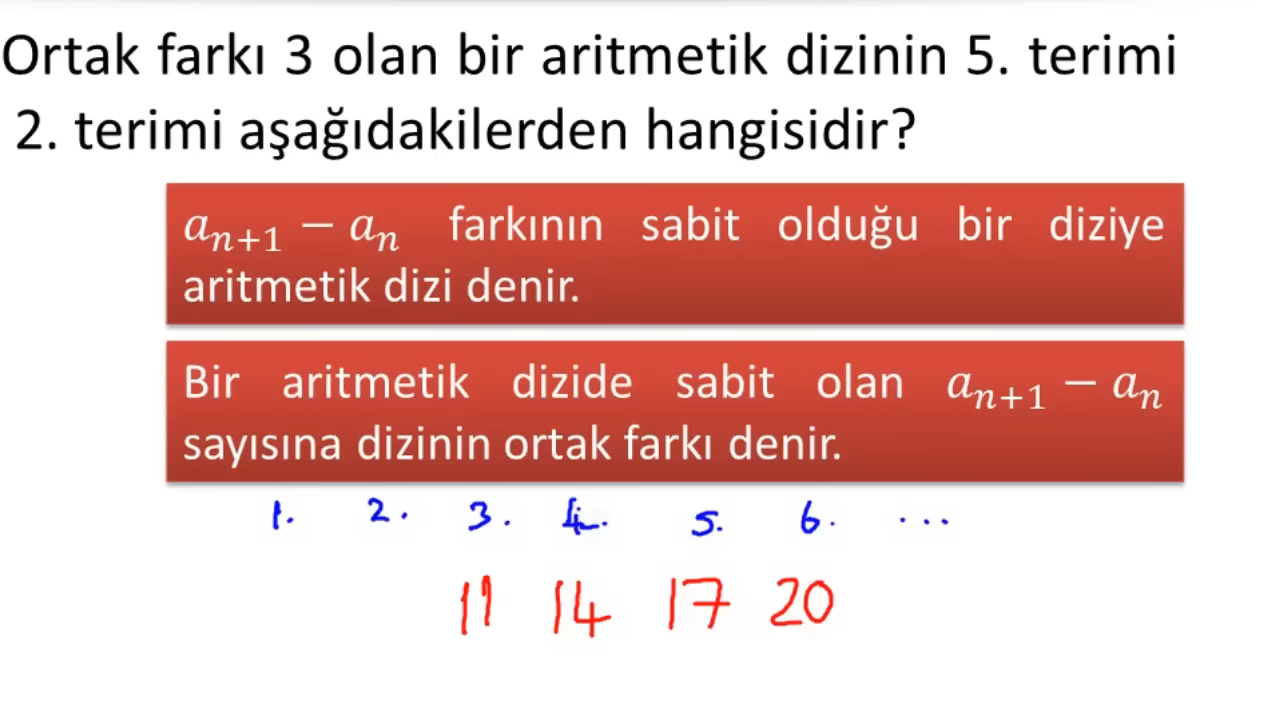 Ortak farkı 3 olan bir aritmetik dizinin 5. terimi
2. terimi aşağıdakilerden hangisidir?
aₙ₊₁ − aₙ farkının sabit olduğu bir diziye
aritmetik dizi denir.
Bir aritmetik dizide sabit olan aₙ₊₁ − aₙ
sayısına dizinin ortak farkı denir.
1. 2. 3. 4. 5. 6. ...
11 14 17 20